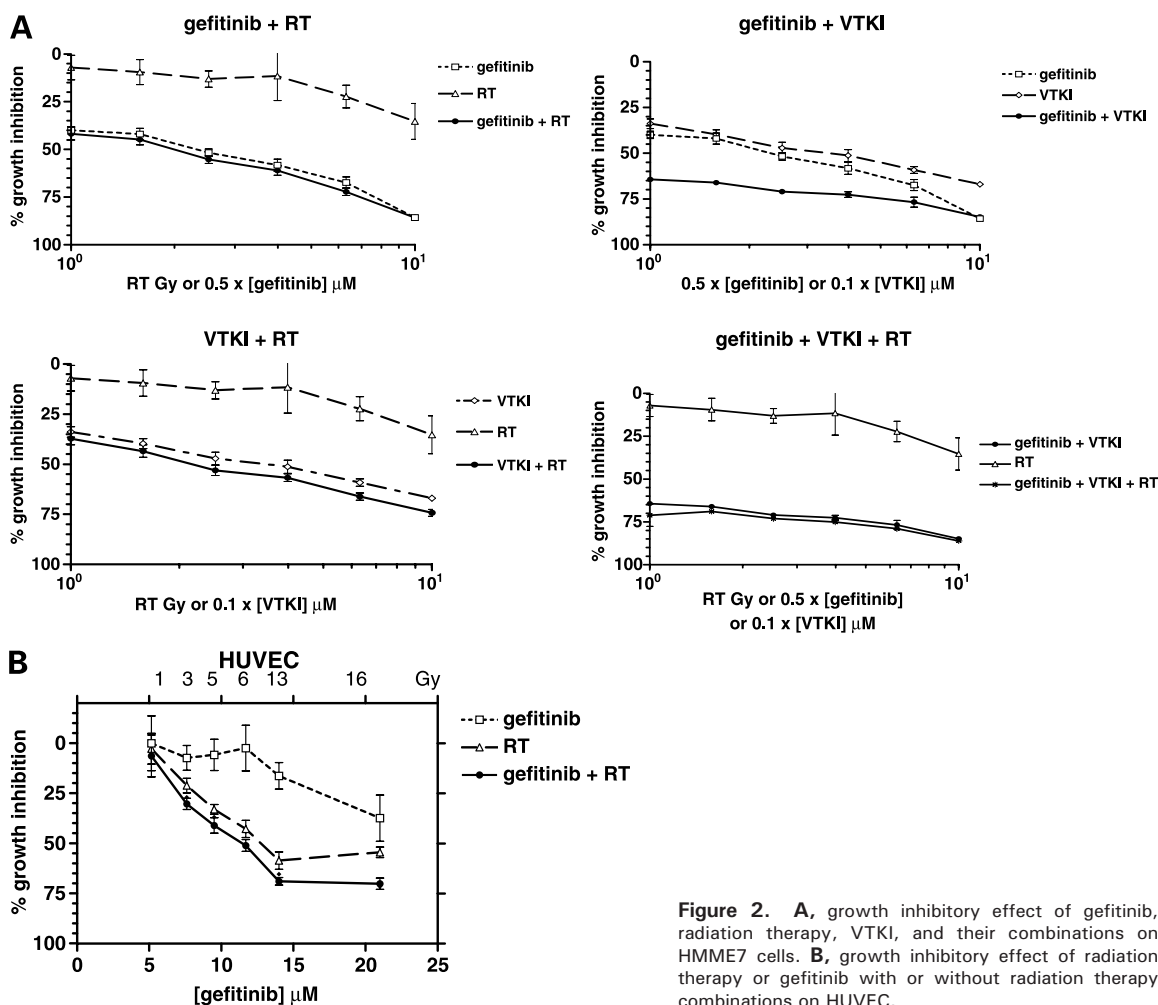 A
gefitinib + RT
0
25
50
75
100
% growth inhibition
10⁰
10¹
RT Gy or 0.5 x [gefitinib] µM
gefitinib
RT
gefitinib + RT
gefitinib + VTKI
0
25
50
75
100
% growth inhibition
10⁰
10¹
0.5 x [gefitinib] or 0.1 x [VTKI] µM
gefitinib
VTKI
gefitinib + VTKI
VTKI + RT
0
25
50
75
100
% growth inhibition
10⁰
10¹
RT Gy or 0.1 x [VTKI] µM
VTKI
RT
VTKI + RT
gefitinib + VTKI + RT
0
25
50
75
100
% growth inhibition
10⁰
10¹
RT Gy or 0.5 x [gefitinib]
or 0.1 x [VTKI] µM
gefitinib + VTKI
RT
gefitinib + VTKI + RT
B
HUVEC
1 3 5 6 13 16 Gy
0
25
50
75
100
% growth inhibition
0 5 10 15 20 25
[gefitinib] µM
gefitinib
RT
gefitinib + RT
Figure 2. A, growth inhibitory effect of gefitinib,
radiation therapy, VTKI, and their combinations on
HMME7 cells. B, growth inhibitory effect of radiation
therapy or gefitinib with or without radiation therapy
combinations on HUVEC.